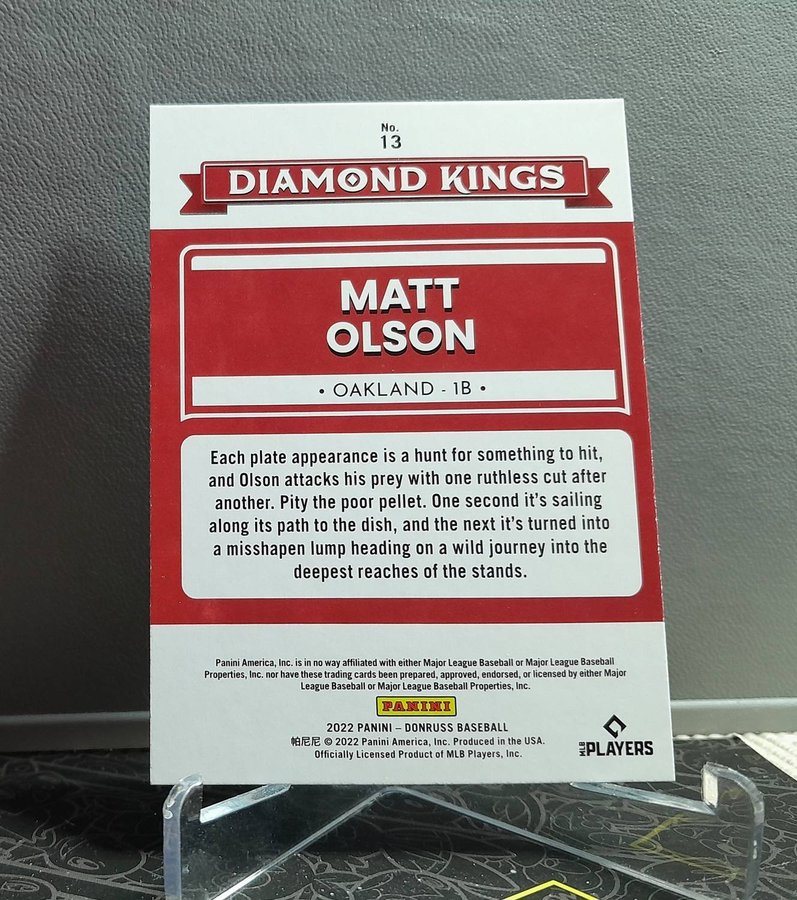 No.
13
DIAMOND KINGS
MATT
OLSON
• OAKLAND - 1B •
Each plate appearance is a hunt for something to hit,
and Olson attacks his prey with one ruthless cut after
another. Pity the poor pellet. One second it's sailing
along its path to the dish, and the next it's turned into
a misshapen lump heading on a wild journey into the
deepest reaches of the stands.
Panini America, Inc. is in no way affiliated with either Major League Baseball or Major League Baseball
Properties, Inc. nor have these trading cards been prepared, approved, endorsed, or licensed by either Major
League Baseball or Major League Baseball Properties, Inc.
PANINI
2022 PANINI – DONRUSS BASEBALL
帕尼尼 © 2022 Panini America, Inc. Produced in the USA.
Officially Licensed Product of MLB Players, Inc.
MLB PLAYERS